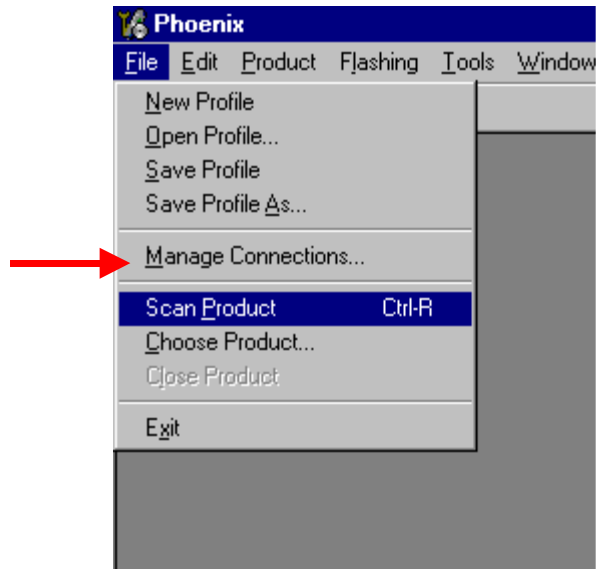 Phoenix
File Edit Product Flashing Tools Window
New Profile
Open Profile...
Save Profile
Save Profile As...
Manage Connections...
Scan Product Ctrl-R
Choose Product...
Close Product
Exit